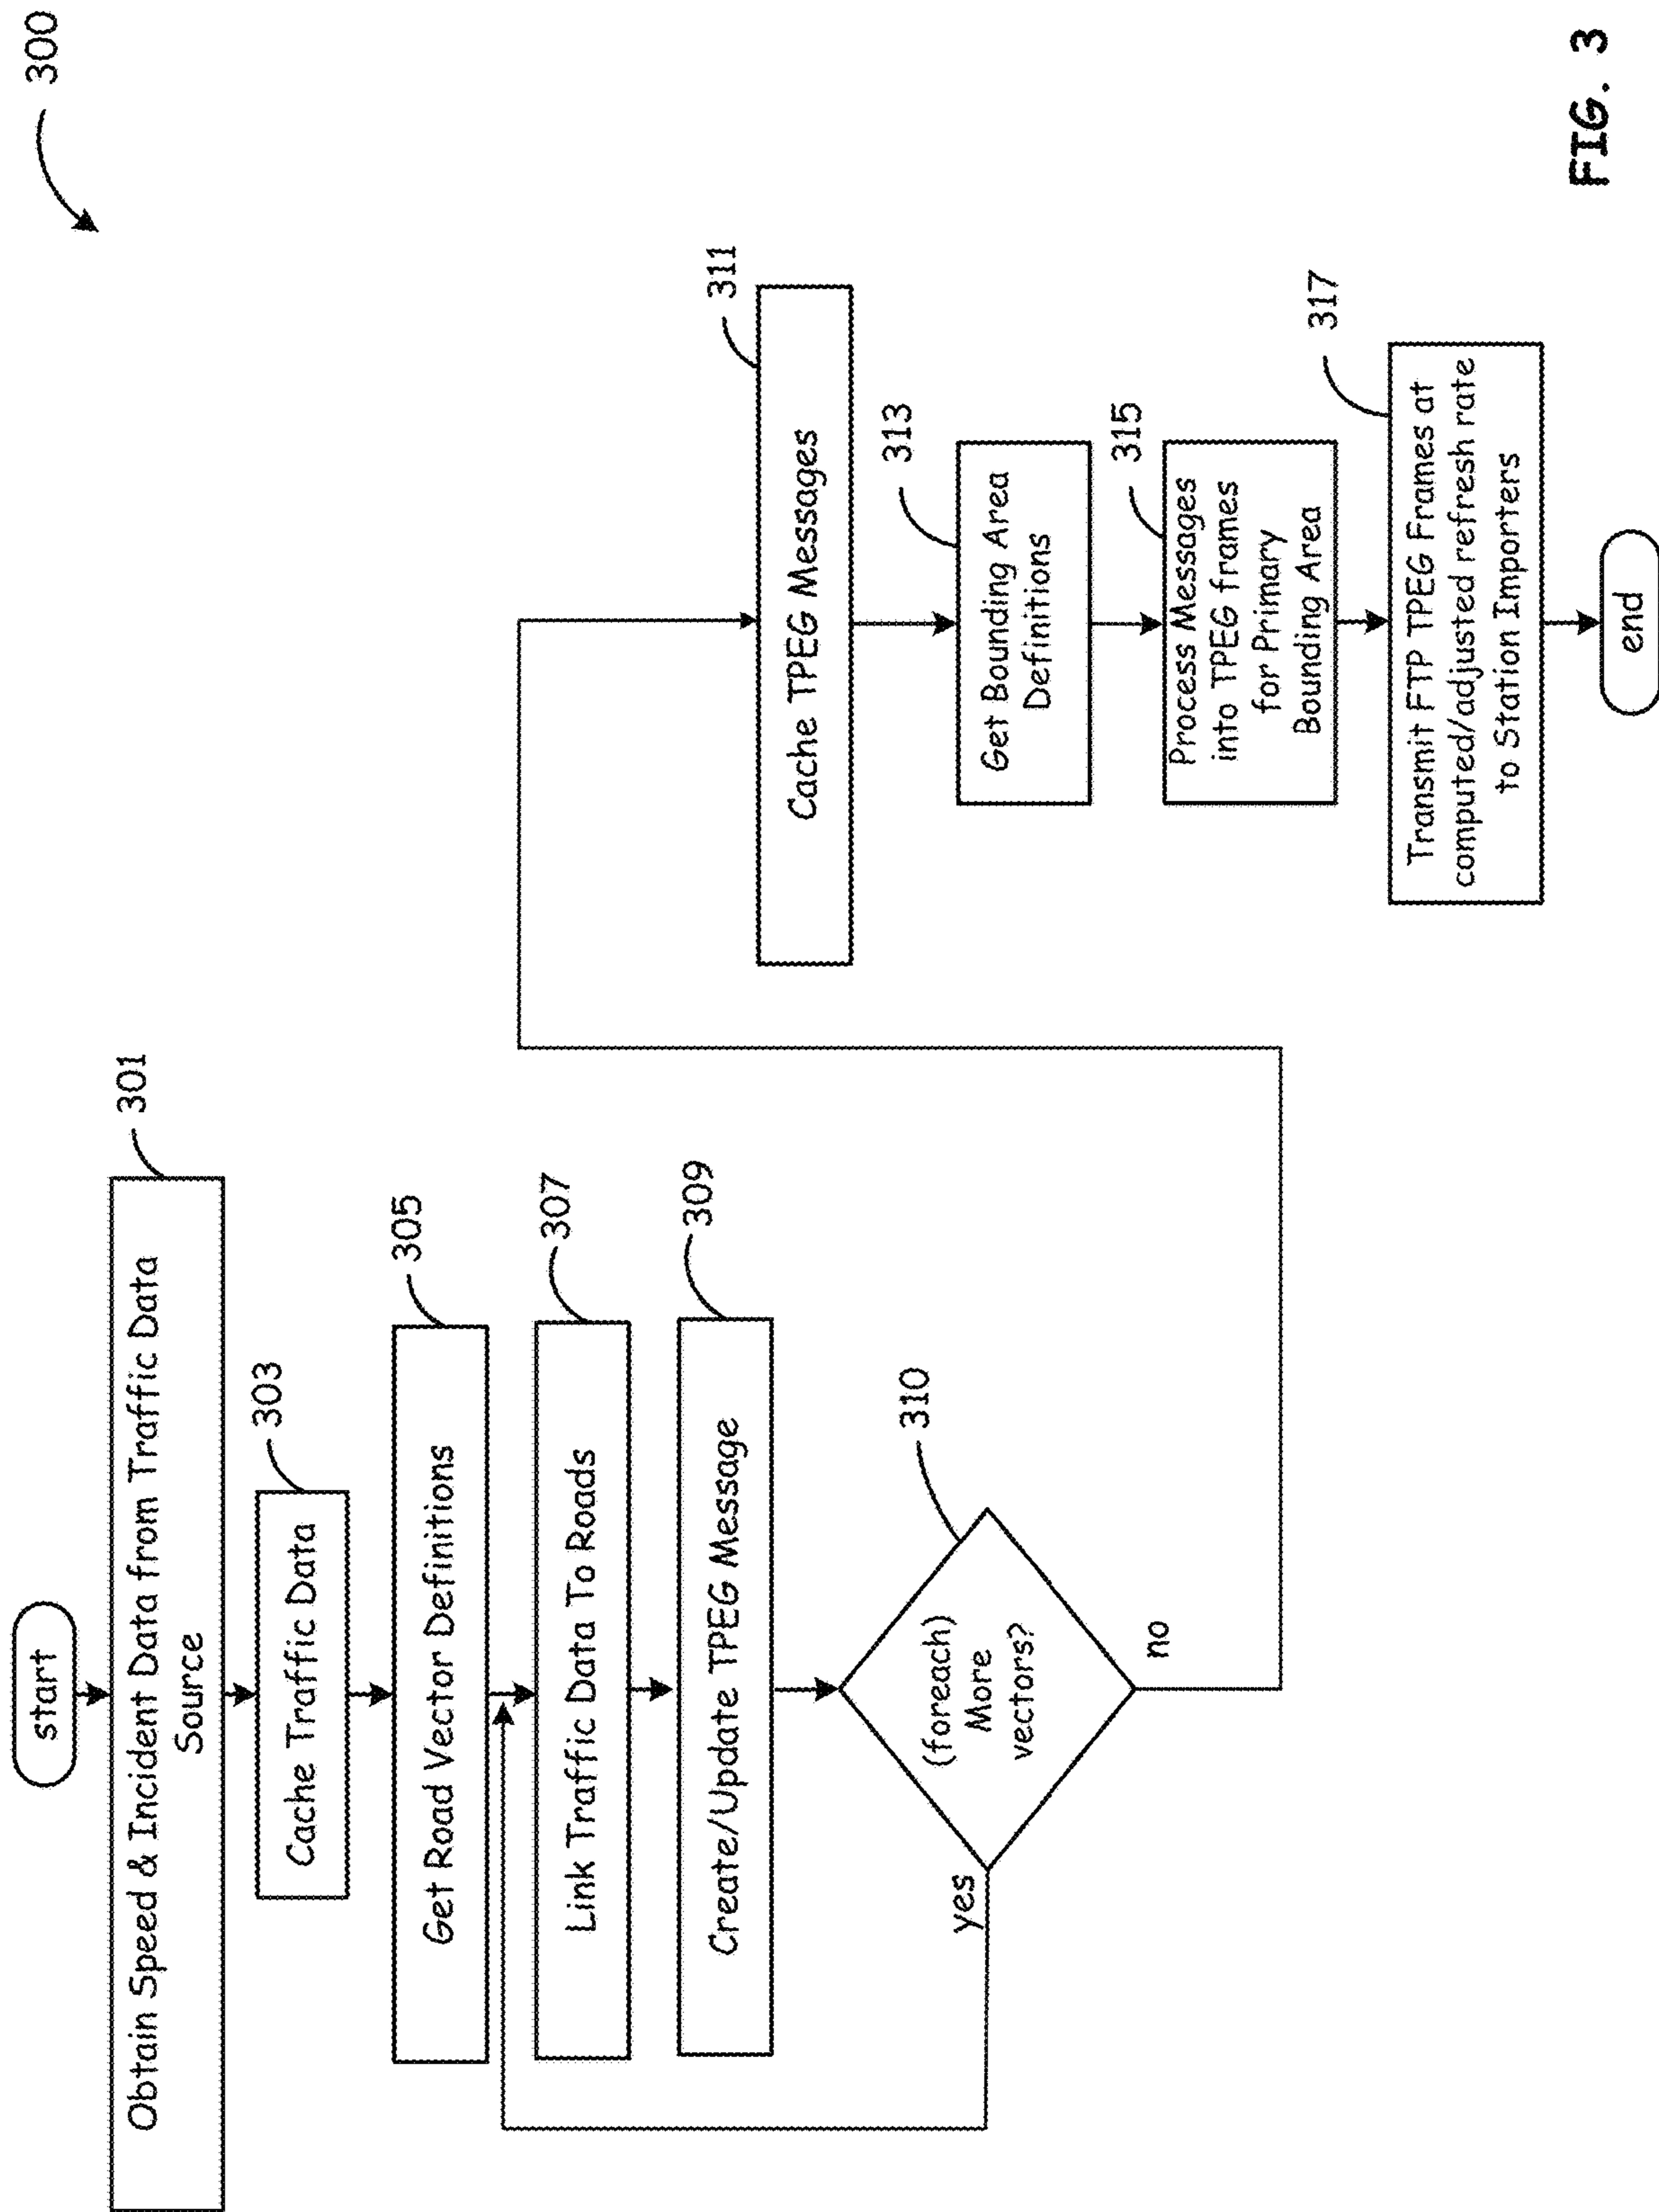 300
start
301
Obtain Speed & Incident Data from Traffic Data
Source
303
Cache Traffic Data
305
Get Road Vector Definitions
307
Link Traffic Data To Roads
309
Create/Update TPEG Message
310
(foreach)
More
vectors?
yes
no
311
Cache TPEG Messages
313
Get Bounding Area
Definitions
315
Process Messages
into TPEG frames
for Primary
Bounding Area
317
Transmit FTP TPEG Frames at
computed/adjusted refresh rate
to Station Importers
end
FIG. 3